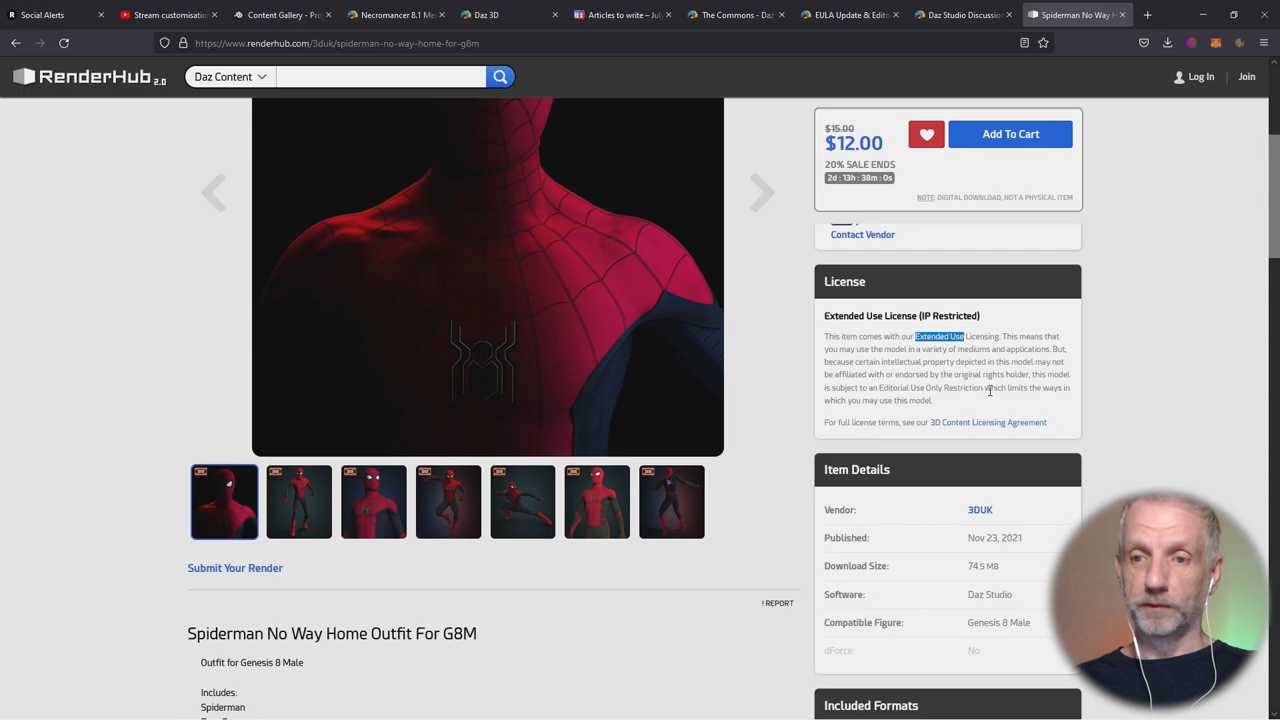 Social Alerts
Stream customisation
Content Gallery - Pro
Necromancer 8.1 Me
Daz 3D
Articles to write – July
The Commons - Daz
EULA Update & Edito
Daz Studio Discussion
Spiderman No Way H
https://www.renderhub.com/3duk/spiderman-no-way-home-for-g8m
RenderHub 2.0
Daz Content
Log In
Join
$15.00
$12.00
Add To Cart
20% SALE ENDS
2d : 13h : 38m : 0s
NOTE: DIGITAL DOWNLOAD, NOT A PHYSICAL ITEM
Contact Vendor
License
Extended Use License (IP Restricted)
This item comes with our Extended Use Licensing. This means that
you may use the model in a variety of mediums and applications. But,
because certain intellectual property depicted in this model may not
be affiliated with or endorsed by the original rights holder, this model
is subject to an Editorial Use Only Restriction which limits the ways in
which you may use this model.
For full license terms, see our 3D Content Licensing Agreement
Item Details
Vendor: 3DUK
Published: Nov 23, 2021
Download Size: 74.5 MB
Software: Daz Studio
Compatible Figure: Genesis 8 Male
dForce: No
Included Formats
Submit Your Render
! REPORT
Spiderman No Way Home Outfit For G8M
Outfit for Genesis 8 Male
Includes:
Spiderman